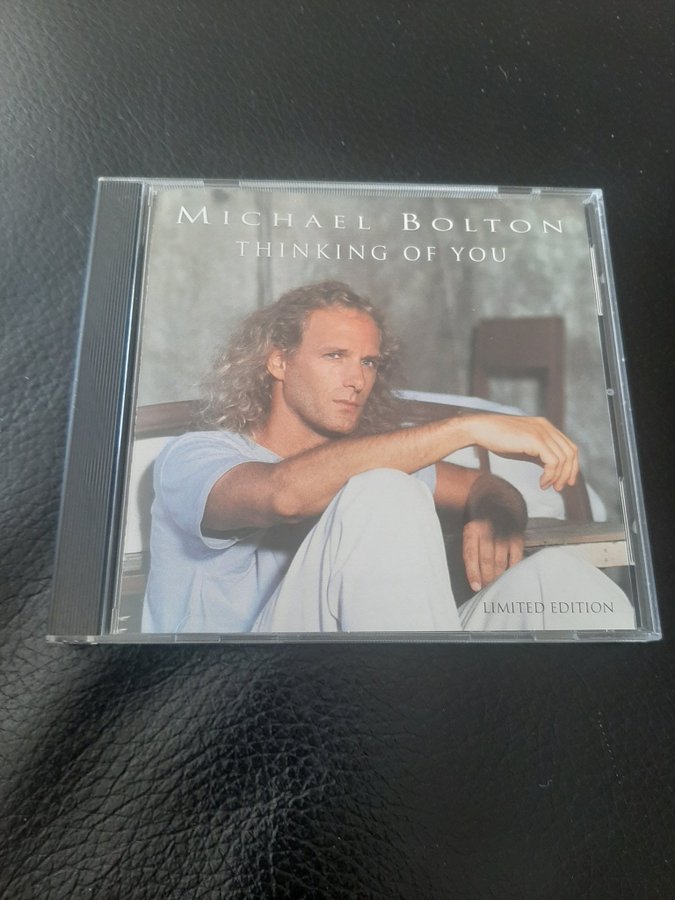 MICHAEL BOLTON
THINKING OF YOU
LIMITED EDITION